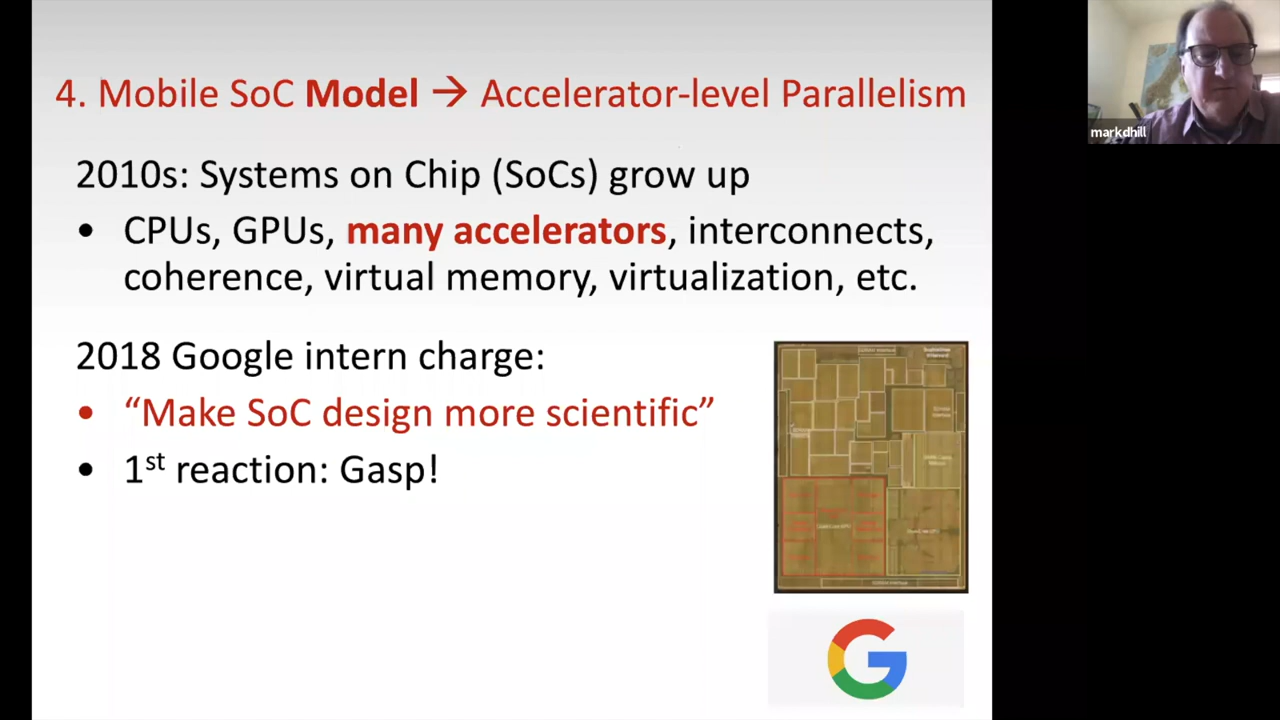 4. Mobile SoC Model → Accelerator-level Parallelism
markdhill
2010s: Systems on Chip (SoCs) grow up
• CPUs, GPUs, many accelerators, interconnects,
coherence, virtual memory, virtualization, etc.
2018 Google intern charge:
• “Make SoC design more scientific”
• 1st reaction: Gasp!
G